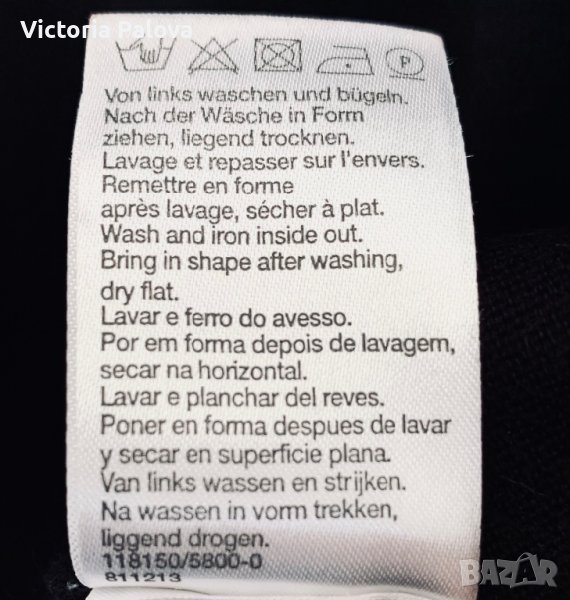 Victoria Palova
P
Von links waschen und bügeln.
Nach der Wäsche in Form
ziehen, liegend trocknen.
Lavage et repasser sur l'envers.
Remettre en forme
après lavage, sécher à plat.
Wash and iron inside out.
Bring in shape after washing,
dry flat.
Lavar e ferro do avesso.
Por em forma depois de lavagem,
secar na horizontal.
Lavar e planchar del reves.
Poner en forma despues de lavar
y secar en superficie plana.
Van links wassen en strijken.
Na wassen in vorm trekken,
liggend drogen.
118150/5800-0
811213
BAZAR